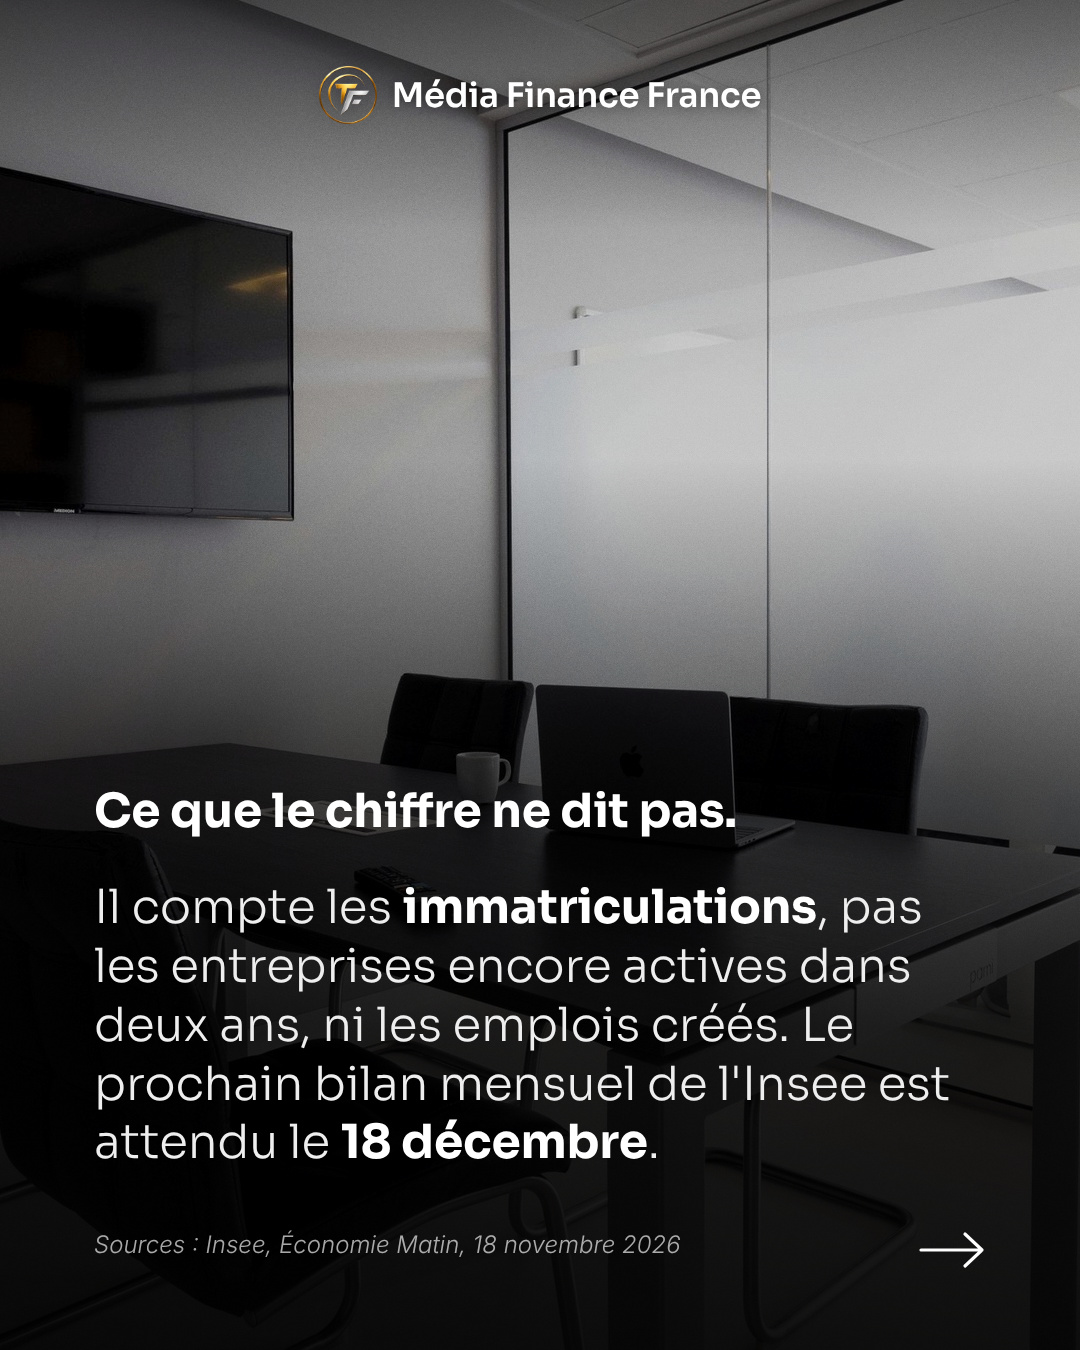 Média Finance France
Ce que le chiffre ne dit pas.
Il compte les immatriculations, pas
les entreprises encore actives dans
deux ans, ni les emplois créés. Le
prochain bilan mensuel de l'Insee est
attendu le 18 décembre.
Sources : Insee, Économie Matin, 18 novembre 2026